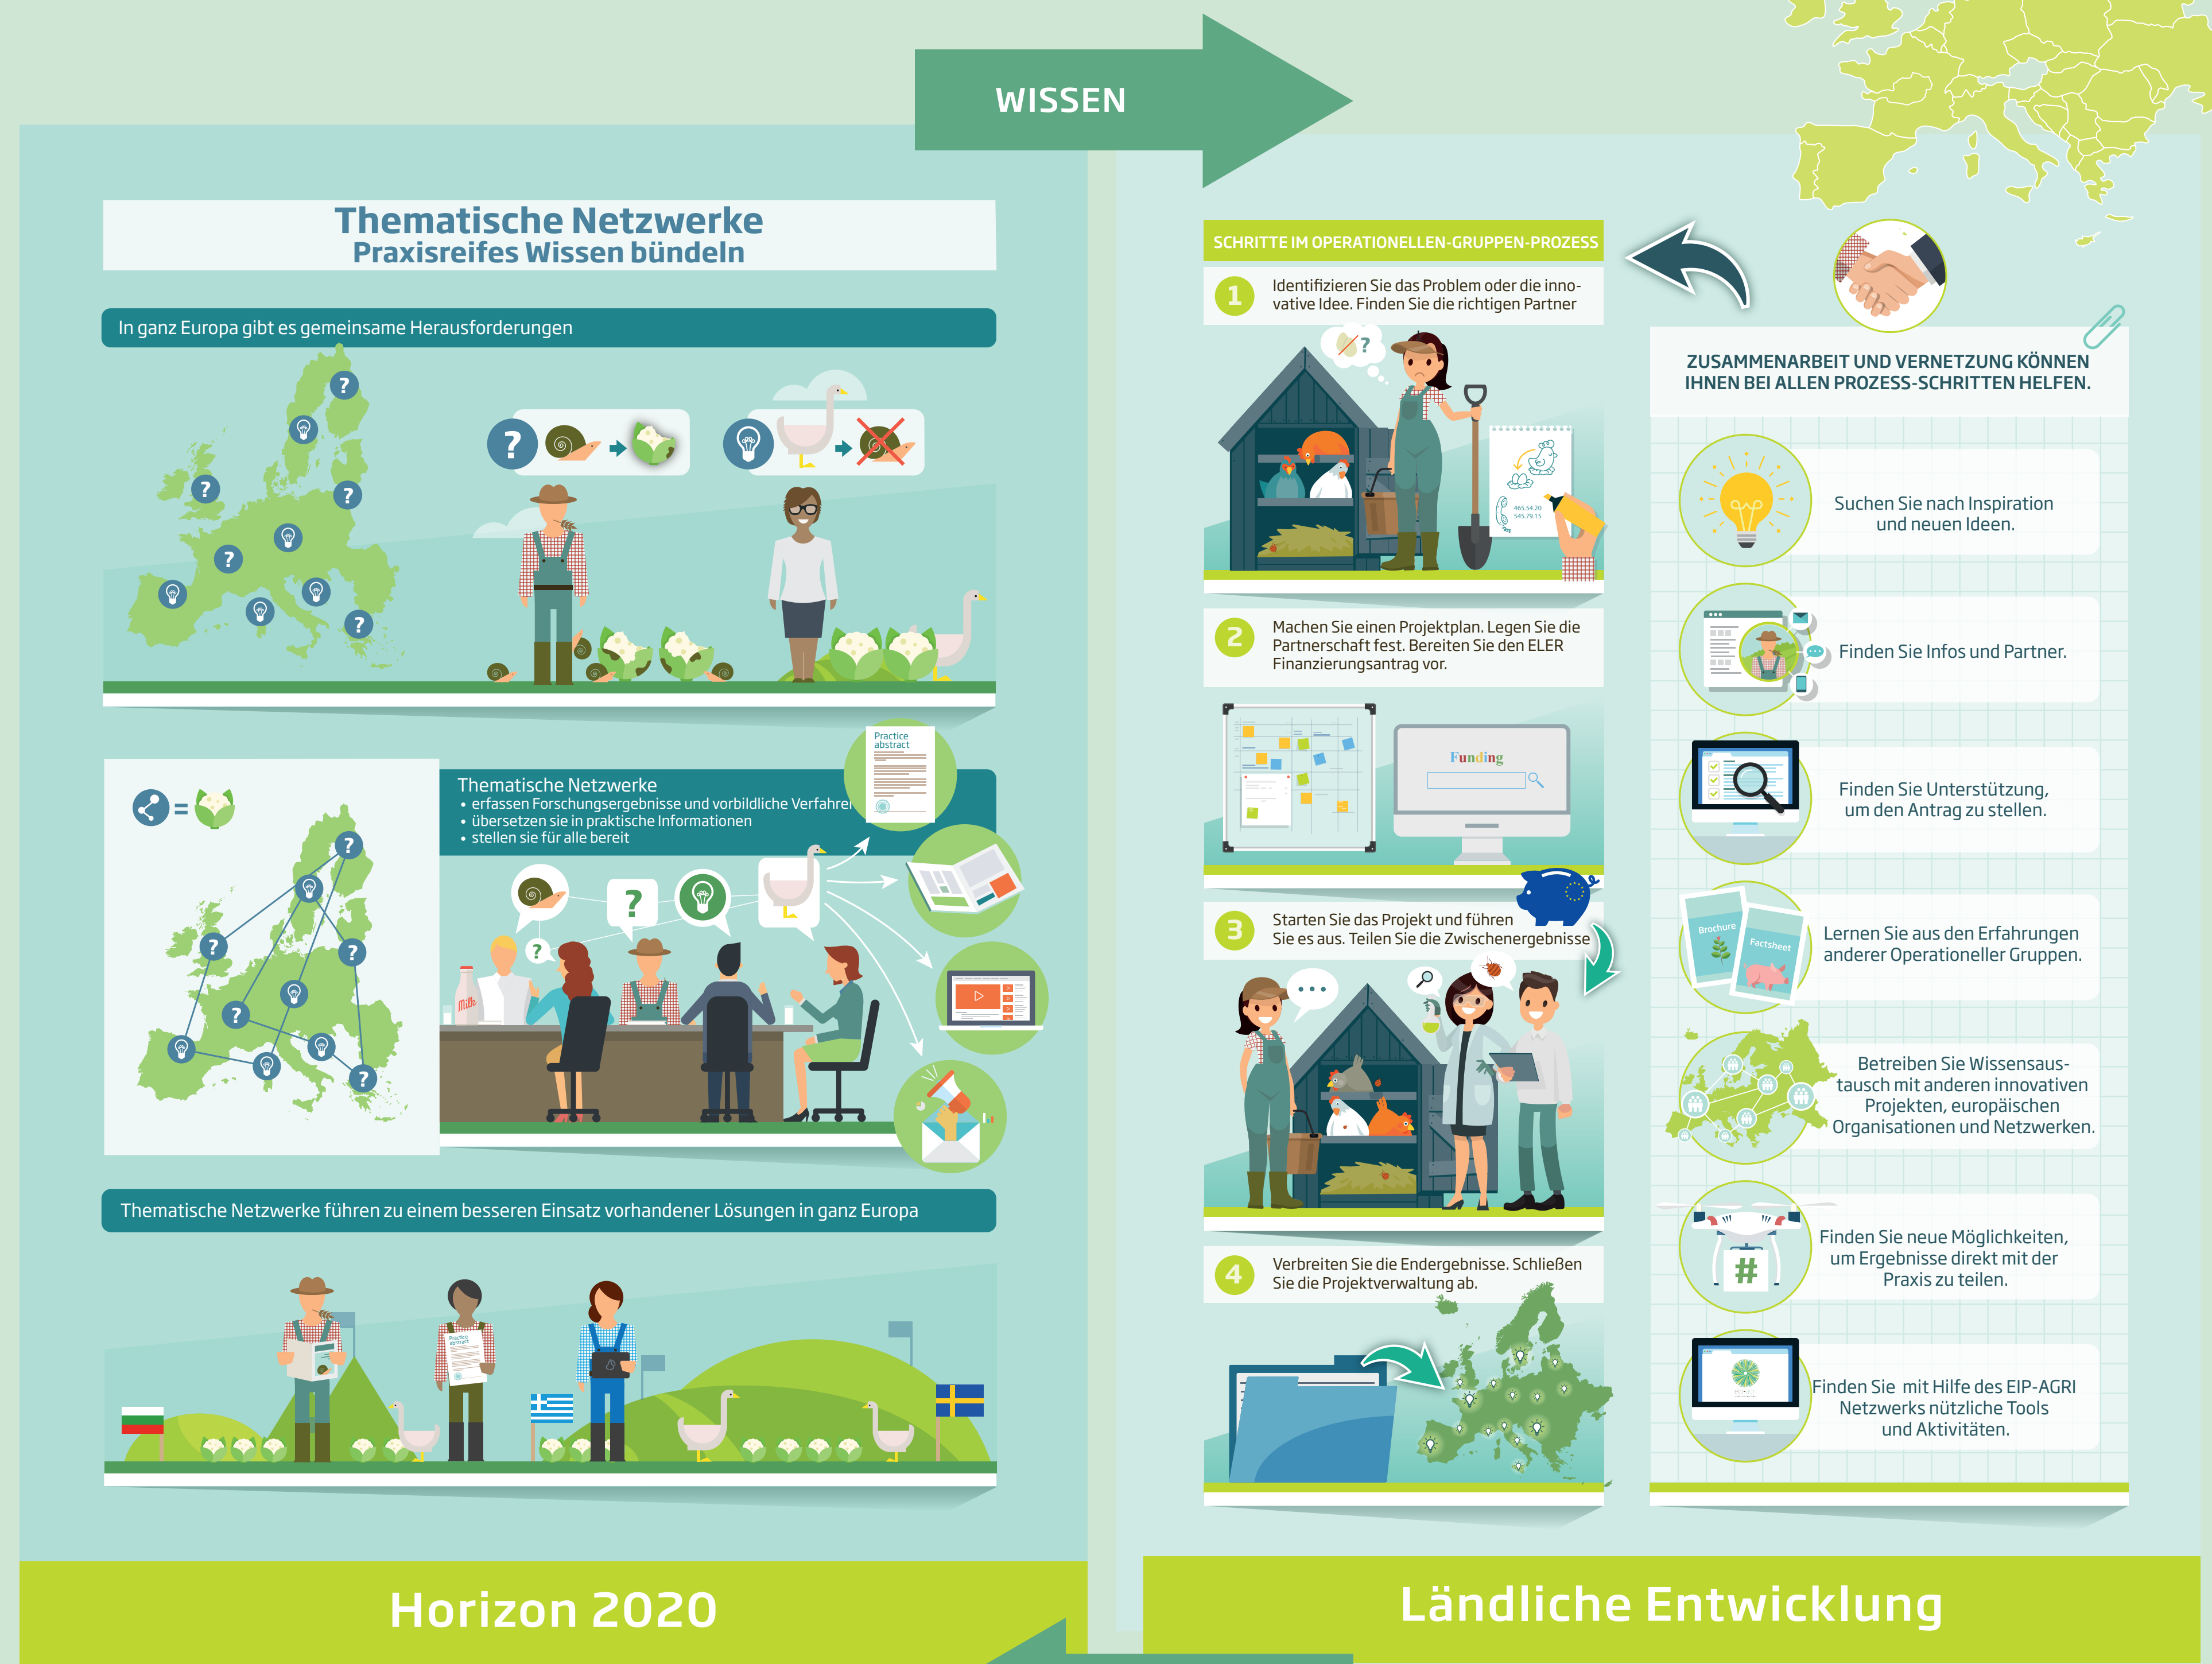 WISSEN
Thematische Netzwerke
Praxisreifes Wissen bündeln
In ganz Europa gibt es gemeinsame Herausforderungen
?
?
?
?
?
?
=
?
?
?
?
?
Thematische Netzwerke
• erfassen Forschungsergebnisse und vorbildliche Verfahren
• übersetzen sie in praktische Informationen
• stellen sie für alle bereit
Practice
abstract
?
?
Milk
Thematische Netzwerke führen zu einem besseren Einsatz vorhandener Lösungen in ganz Europa
Practice
abstract
Horizon 2020
SCHRITTE IM OPERATIONELLEN-GRUPPEN-PROZESS
1
Identifizieren Sie das Problem oder die inno-
vative Idee. Finden Sie die richtigen Partner
?
465.54.20
545.79.15
2
Machen Sie einen Projektplan. Legen Sie die
Partnerschaft fest. Bereiten Sie den ELER
Finanzierungsantrag vor.
Funding
3
Starten Sie das Projekt und führen
Sie es aus. Teilen Sie die Zwischenergebnisse
...
4
Verbreiten Sie die Endergebnisse. Schließen
Sie die Projektverwaltung ab.
ZUSAMMENARBEIT UND VERNETZUNG KÖNNEN
IHNEN BEI ALLEN PROZESS-SCHRITTEN HELFEN.
Suchen Sie nach Inspiration
und neuen Ideen.
Finden Sie Infos und Partner.
Finden Sie Unterstützung,
um den Antrag zu stellen.
Brochure
Factsheet
Lernen Sie aus den Erfahrungen
anderer Operationeller Gruppen.
Betreiben Sie Wissensaus-
tausch mit anderen innovativen
Projekten, europäischen
Organisationen und Netzwerken.
#
Finden Sie neue Möglichkeiten,
um Ergebnisse direkt mit der
Praxis zu teilen.
Finden Sie mit Hilfe des EIP-AGRI
Netzwerks nützliche Tools
und Aktivitäten.
Ländliche Entwicklung